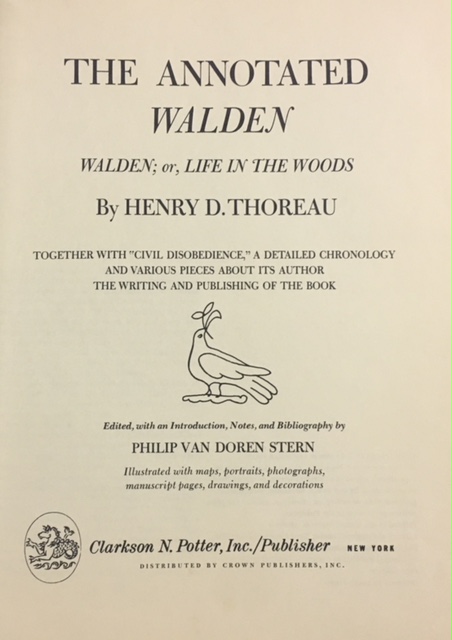 THE ANNOTATED
WALDEN
WALDEN; or, LIFE IN THE WOODS
By HENRY D. THOREAU
TOGETHER WITH "CIVIL DISOBEDIENCE," A DETAILED CHRONOLOGY
AND VARIOUS PIECES ABOUT ITS AUTHOR
THE WRITING AND PUBLISHING OF THE BOOK
Edited, with an Introduction, Notes, and Bibliography by
PHILIP VAN DOREN STERN
Illustrated with maps, portraits, photographs,
manuscript pages, drawings, and decorations
Clarkson N. Potter, Inc./Publisher NEW YORK
DISTRIBUTED BY CROWN PUBLISHERS, INC.